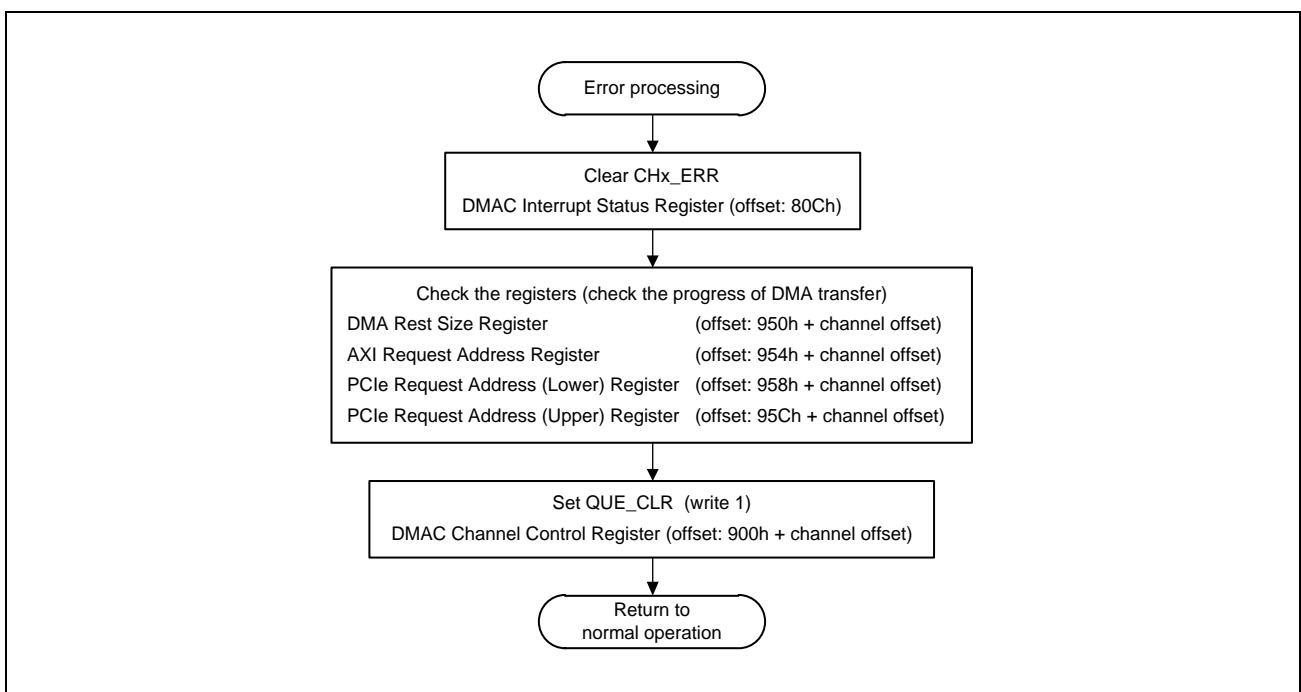 Error processing
Clear CHx_ERR
DMAC Interrupt Status Register (offset: 80Ch)
Check the registers (check the progress of DMA transfer)
DMA Rest Size Register (offset: 950h + channel offset)
AXI Request Address Register (offset: 954h + channel offset)
PCIe Request Address (Lower) Register (offset: 958h + channel offset)
PCIe Request Address (Upper) Register (offset: 95Ch + channel offset)
Set QUE_CLR (write 1)
DMAC Channel Control Register (offset: 900h + channel offset)
Return to
normal operation